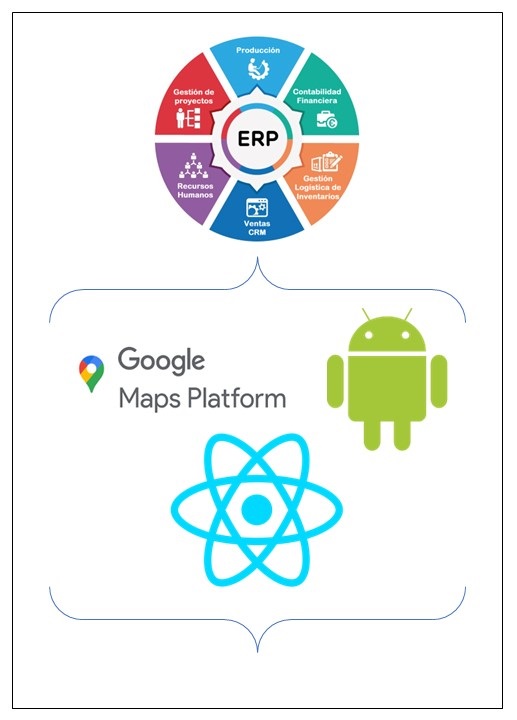 Producción
Gestión de
proyectos
Contabilidad
Financiera
ERP
Recursos
Humanos
Gestión
Logística de
Inventarios
Ventas
CRM
Google
Maps Platform